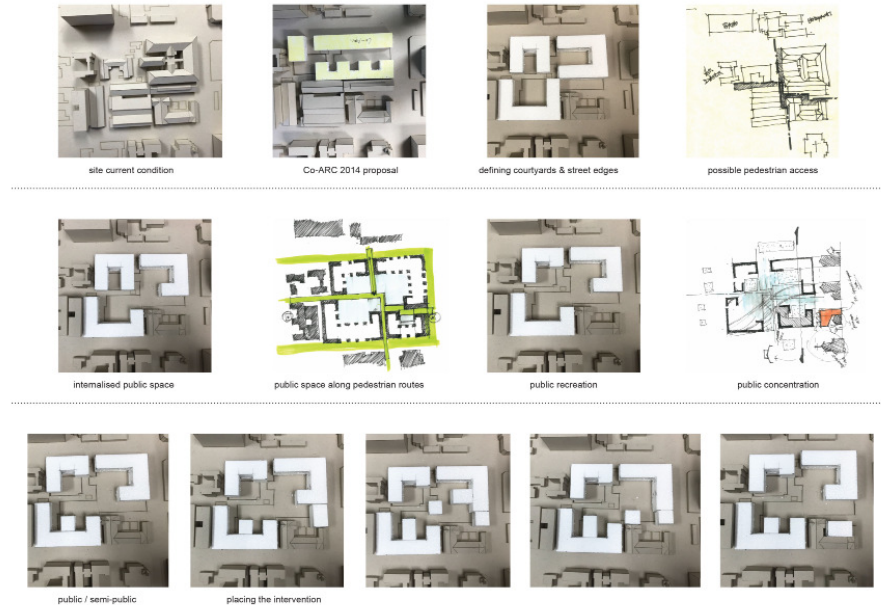 site current condition
Co-ARC 2014 proposal
defining courtyards & street edges
possible pedestrian access
internalised public space
public space along pedestrian routes
public recreation
public concentration
public / semi-public
placing the intervention